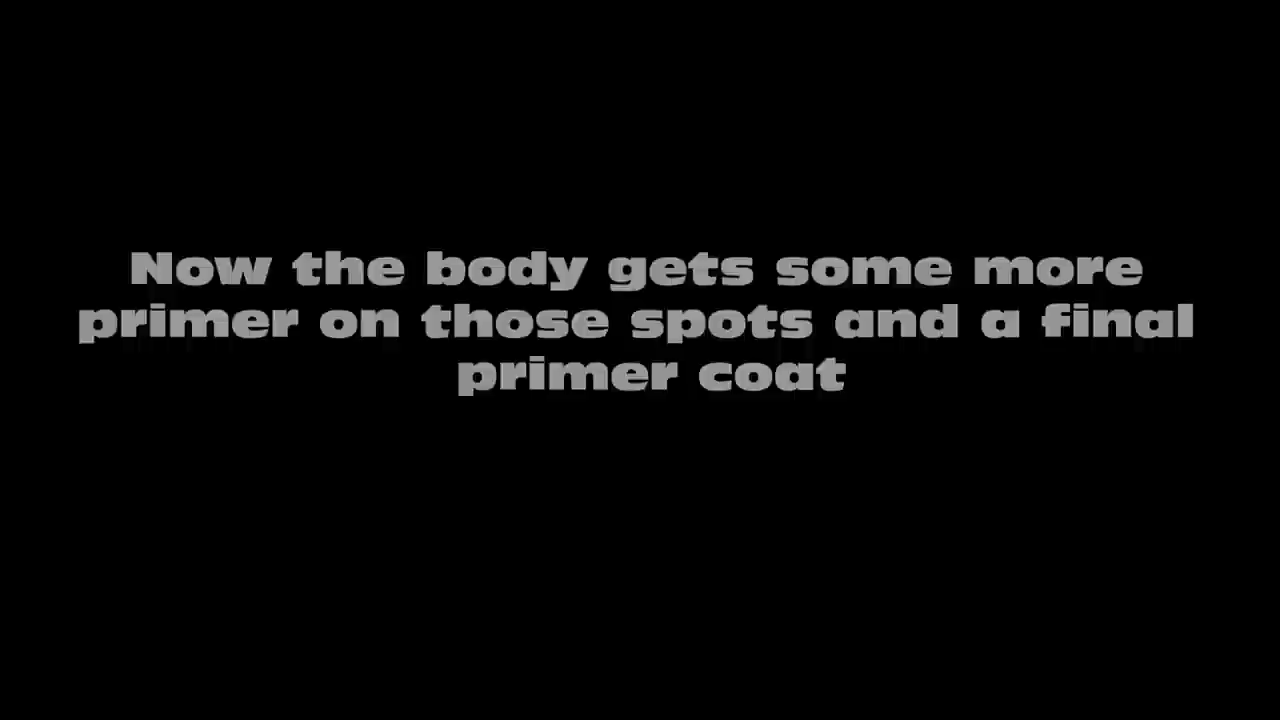 Now the body gets some more
primer on those spots and a final
primer coat